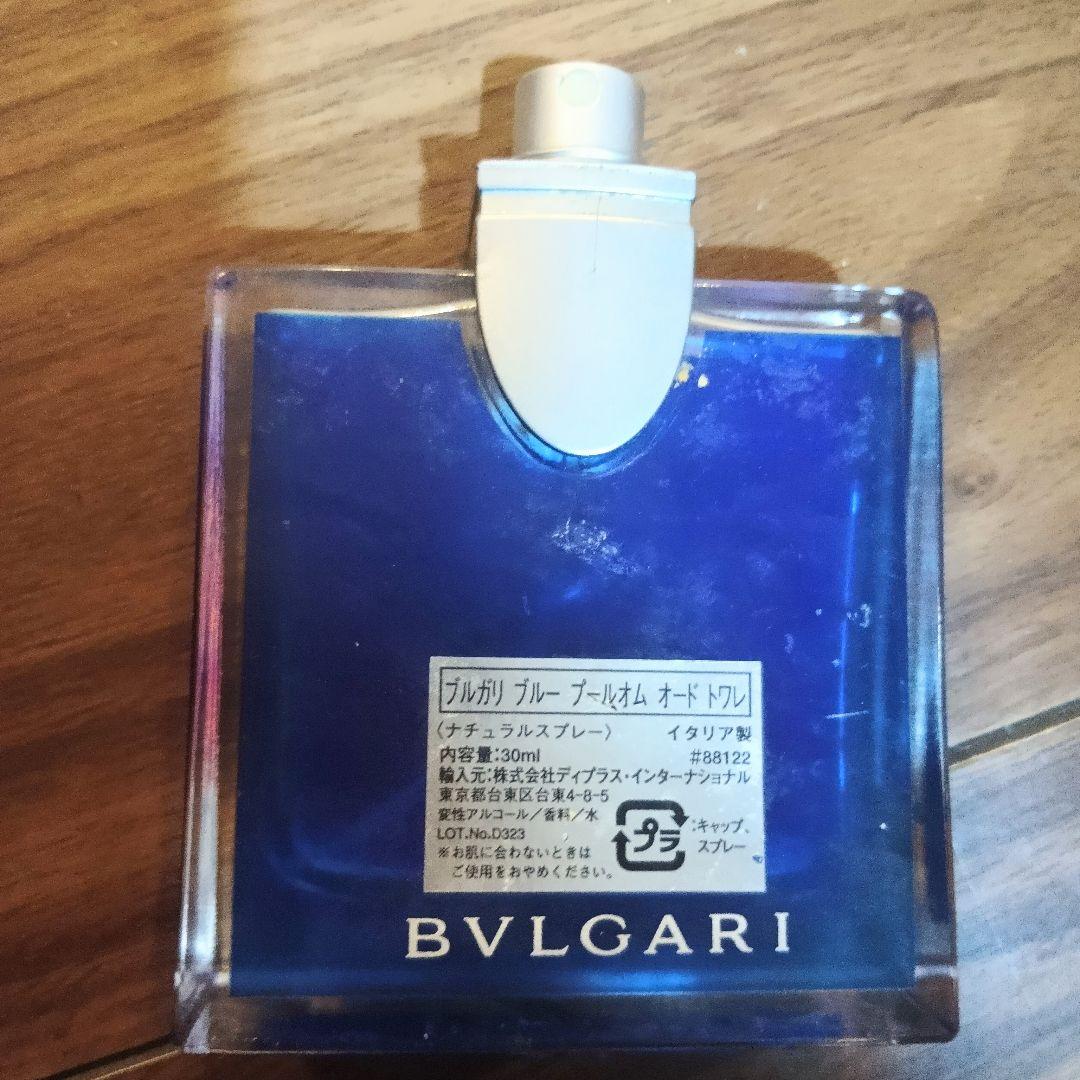 ブルガリ ブルー プールオム オード トワレ
〈ナチュラルスプレー〉 イタリア製
内容量:30ml #88122
輸入元:株式会社ディプラス・インターナショナル
東京都台東区台東4-8-5
変性アルコール/香料/水
LOT.No.D323
※お肌に合わないときは
ご使用をおやめください。
プラ
:キャップ、
スプレー
BVLGARI